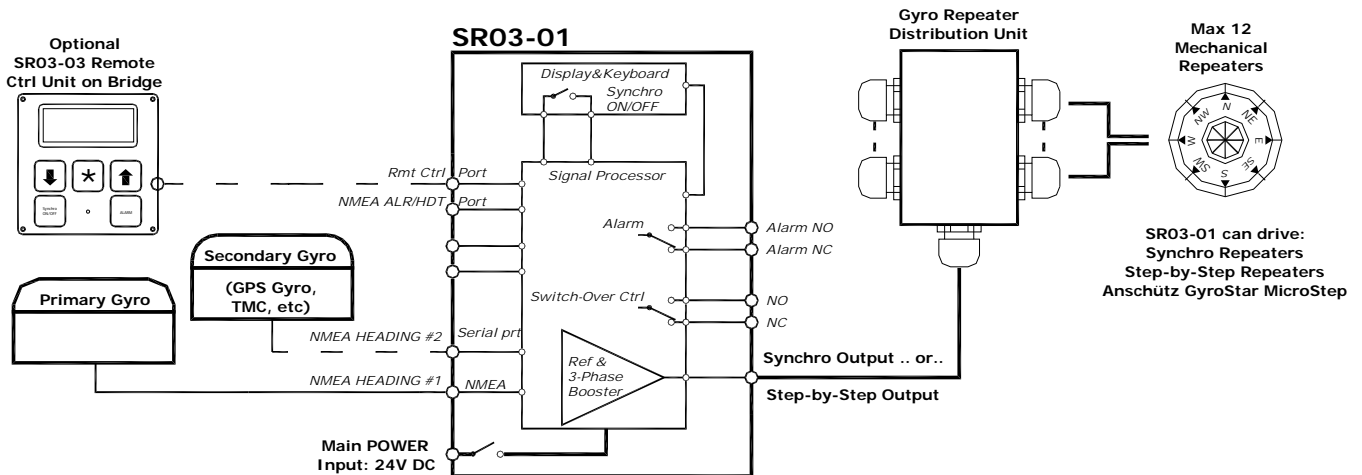 Optional
SR03-03 Remote
Ctrl Unit on Bridge
Synchro
ON/OFF
ALARM
SR03-01
Display&Keyboard
Synchro
ON/OFF
Rmt Ctrl Port
Signal Processor
NMEA ALR/HDT Port
Alarm
Alarm NO
Alarm NC
Secondary Gyro
(GPS Gyro,
TMC, etc)
Primary Gyro
Switch-Over Ctrl
NO
NC
NMEA HEADING #2 Serial prt
NMEA HEADING #1 NMEA
Ref &
3-Phase
Booster
Synchro Output .. or..
Step-by-Step Output
Main POWER
Input: 24V DC
Gyro Repeater
Distribution Unit
Max 12
Mechanical
Repeaters
N
NE
E
SE
S
SW
W
NW
SR03-01 can drive:
Synchro Repeaters
Step-by-Step Repeaters
Anschütz GyroStar MicroStep